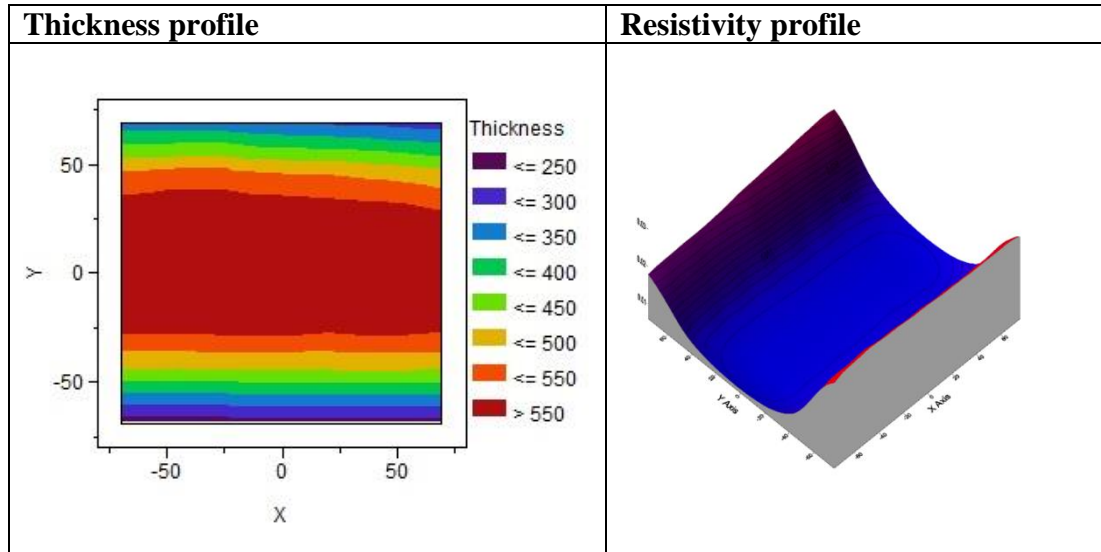 Thickness profile
Resistivity profile
Thickness
<= 250
<= 300
<= 350
<= 400
<= 450
<= 500
<= 550
> 550
50
0
-50
Y
-50
0
50
X
Y Axis
X Axis